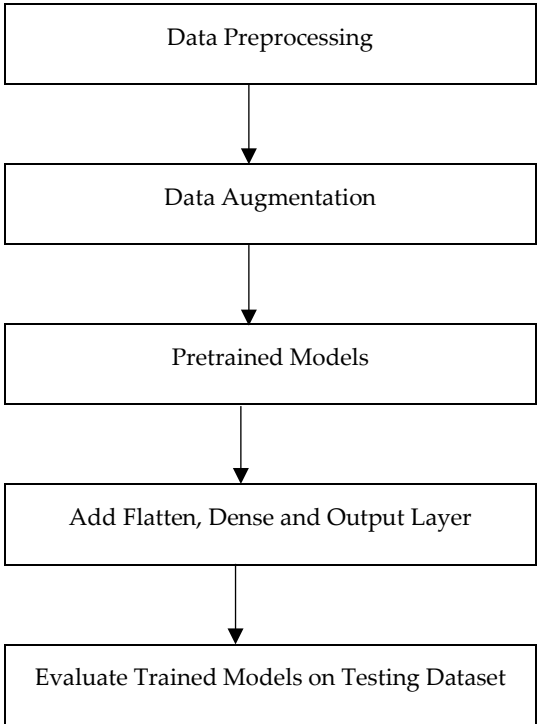 Data Preprocessing
Data Augmentation
Pretrained Models
Add Flatten, Dense and Output Layer
Evaluate Trained Models on Testing Dataset